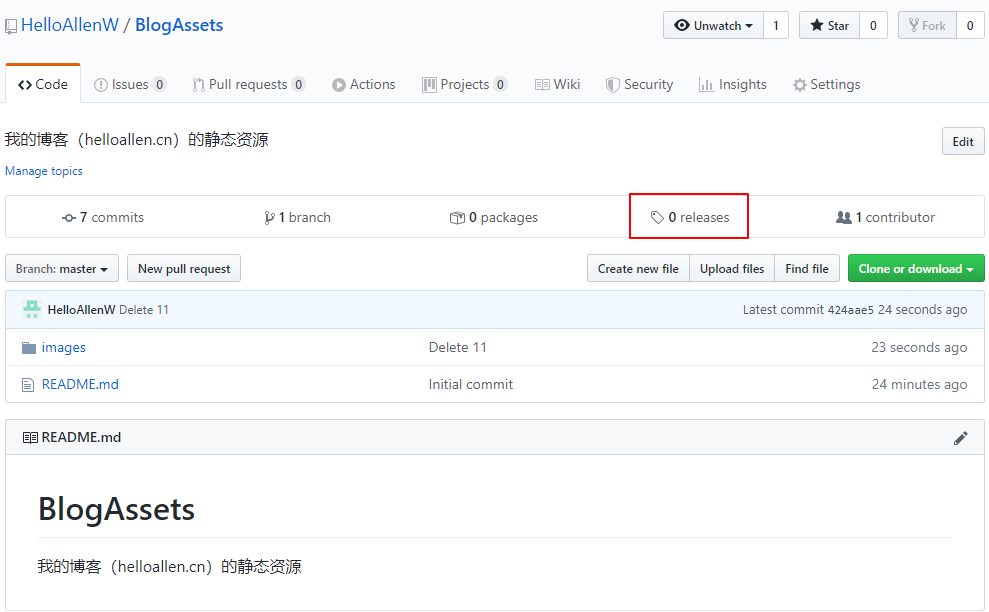 HelloAllenW / BlogAssets
Unwatch 1 Star 0 Fork 0
Code Issues 0 Pull requests 0 Actions Projects 0 Wiki Security Insights Settings
我的博客（helloallen.cn）的静态资源 Edit
Manage topics
7 commits 1 branch 0 packages 0 releases 1 contributor
Branch: master New pull request Create new file Upload files Find file Clone or download
HelloAllenW Delete 11 Latest commit 424aae5 24 seconds ago
images Delete 11 23 seconds ago
README.md Initial commit 24 minutes ago
README.md
BlogAssets
我的博客（helloallen.cn）的静态资源